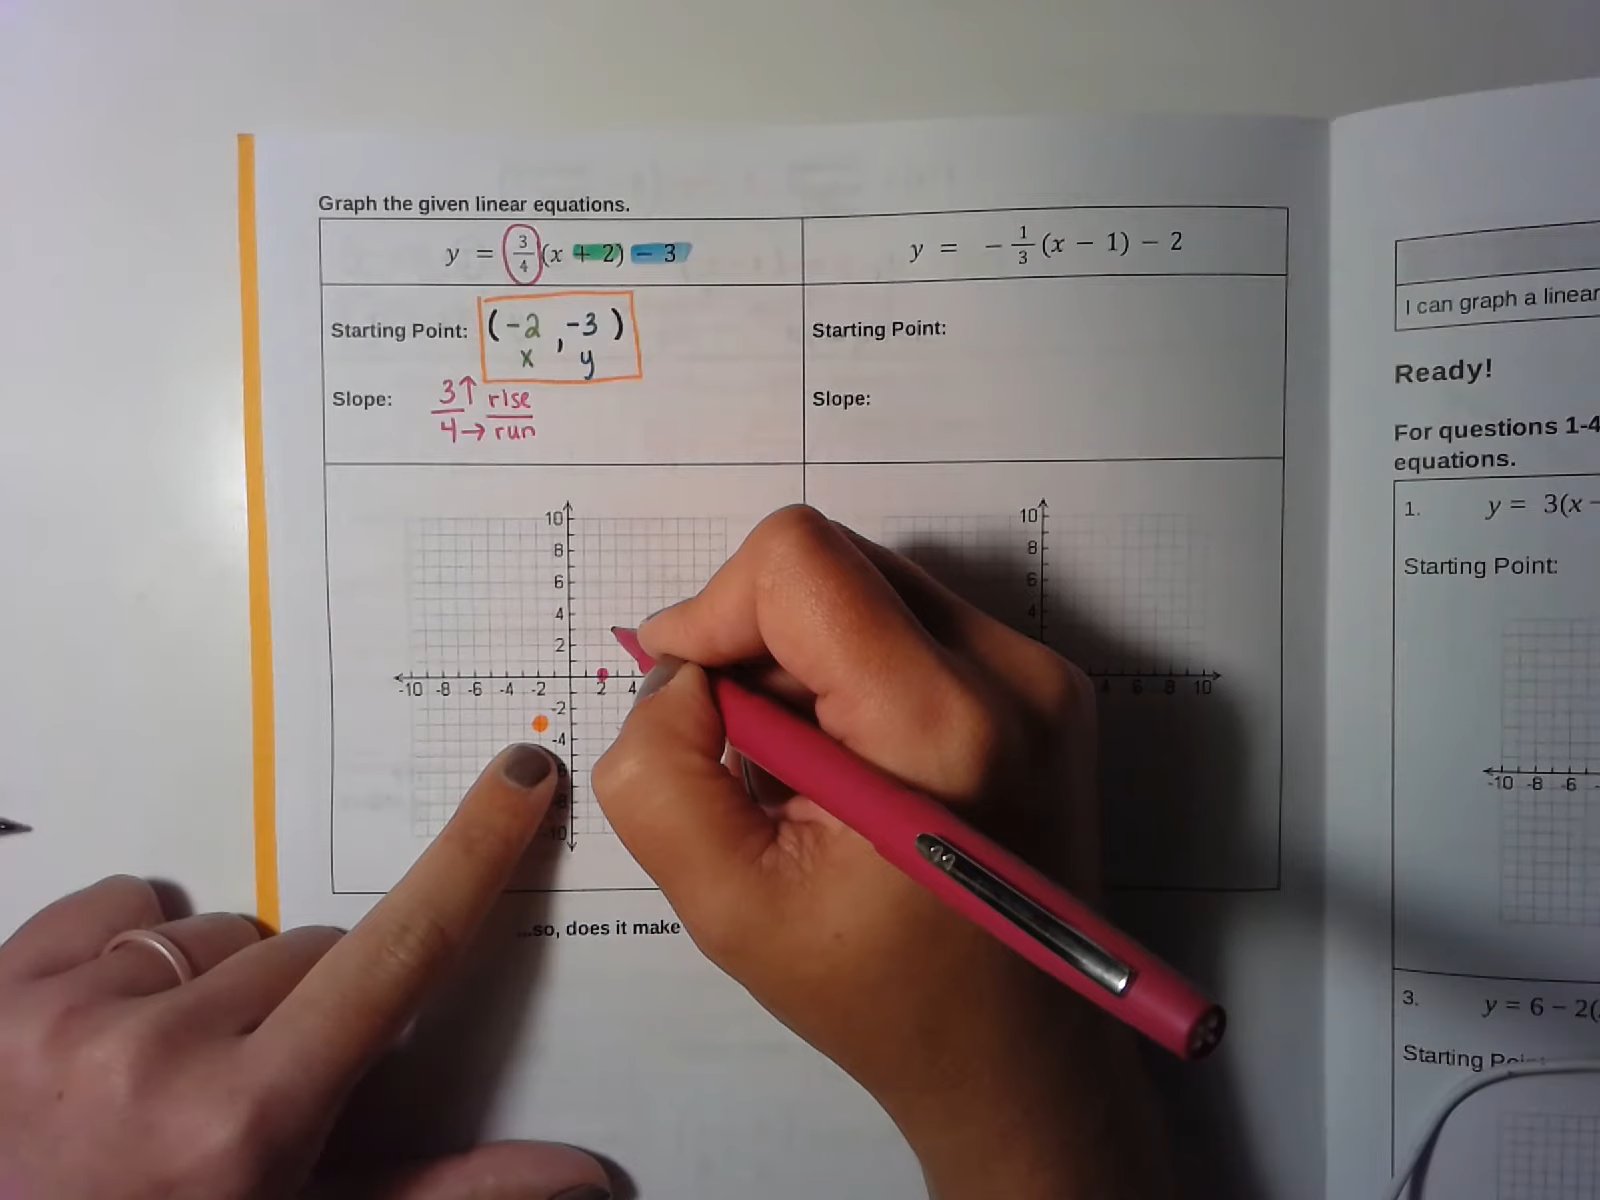 Graph the given linear equations.
y = 3/4 (x + 2) - 3
y = - 1/3 (x - 1) - 2
Starting Point: (-2, -3)
x y
Slope: 3↑ rise
4→ run
Starting Point:
Slope:
10
8
6
4
2
-10 -8 -6 -4 -2 2 4
-2
-4
-10
10
8
6
4
4 6 8 10
...so, does it make
I can graph a linear
Ready!
For questions 1-4
equations.
1. y = 3(x -
Starting Point:
-10 -8 -6
3. y = 6 - 2(
Starting